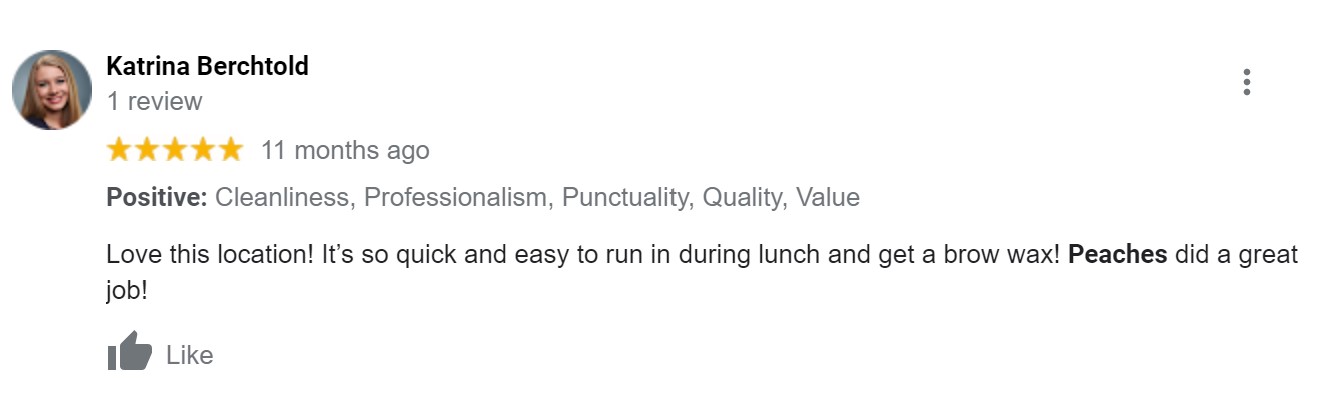 Katrina Berchtold
1 review
11 months ago
Positive: Cleanliness, Professionalism, Punctuality, Quality, Value
Love this location! It’s so quick and easy to run in during lunch and get a brow wax! Peaches did a great
job!
Like